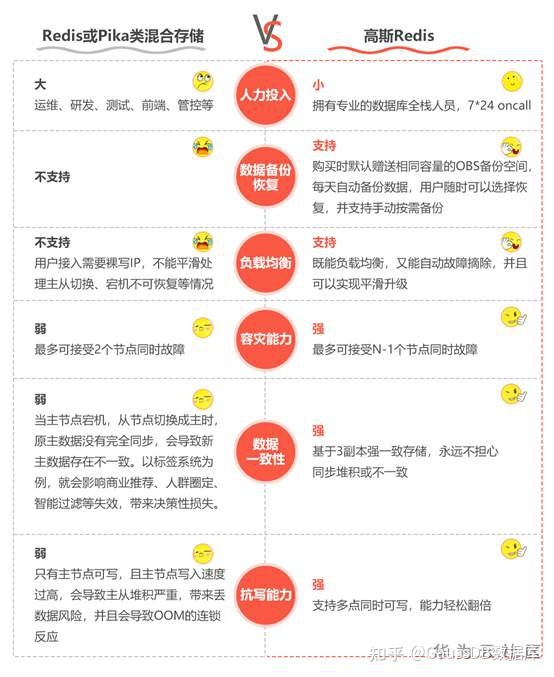 Redis或Pika类混合存储
VS
高斯Redis
大
运维、研发、测试、前端、管控等
人力投入
小
拥有专业的数据库全栈人员，7*24 oncall
不支持
数据备份
恢复
支持
购买时默认赠送相同容量的OBS备份空间，
每天自动备份数据，用户随时可以选择恢
复，并支持手动按需备份
不支持
用户接入需要裸写IP，不能平滑处
理主从切换、宕机不可恢复等情况
负载均衡
支持
既能负载均衡，又能自动故障摘除，并且
可以实现平滑升级
弱
最多可接受2个节点同时故障
容灾能力
强
最多可接受N-1个节点同时故障
弱
当主节点宕机，从节点切换成主时，
原主数据没有完全同步，会导致新
主数据存在不一致。以标签系统为
例，就会影响商业推荐、人群圈定、
智能过滤等失效，带来决策性损失。
数据
一致性
强
基于3副本强一致存储，永远不担心
同步堆积或不一致
弱
只有主节点可写，且主节点写入速度
过高，会导致主从堆积严重，带来丢
数据风险，并且会导致OOM的连锁
反应
抗写能力
强
支持多点同时可写，能力轻松翻倍
知乎 @GaussDB数据库
华为云社区